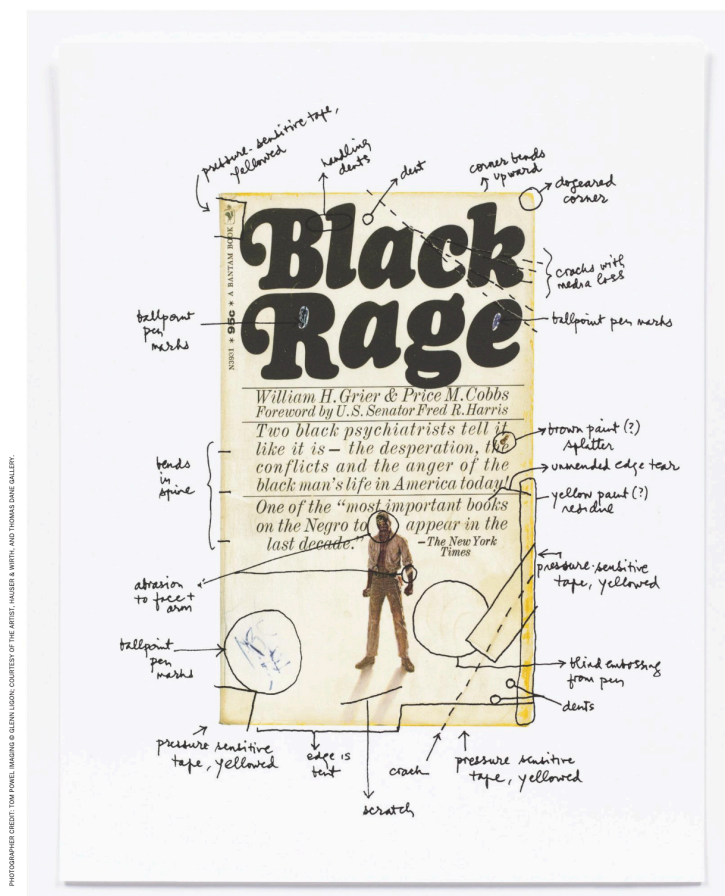 pressure-sensitive tape,
yellowed
handling
dents
dent
corner bends
upward
dogeared
corner
Black
Rage
N3931 * 95c * A BANTAM BOOK
cracks with
media loss
ballpoint
pen
marks
ballpoint pen marks
William H. Grier & Price M. Cobbs
Foreword by U.S. Senator Fred R. Harris
Two black psychiatrists tell it
like it is — the desperation, the
conflicts and the anger of the
black man's life in America today!
One of the “most important books
on the Negro to appear in the
last decade.” —The New York
Times
brown paint (?)
splatter
unmended edge tear
yellow paint (?)
residue
bends
in
spine
pressure-sensitive
tape, yellowed
abrasion
to face +
arm
ballpoint
pen
marks
blind embossing
from pen
dents
pressure sensitive
tape, yellowed
edge is
bent
scratch
crack
pressure sensitive
tape, yellowed
PHOTOGRAPHER CREDIT: TOM POWEL IMAGING © GLENN LIGON; COURTESY OF THE ARTIST, HAUSER & WIRTH, AND THOMAS DANE GALLERY.